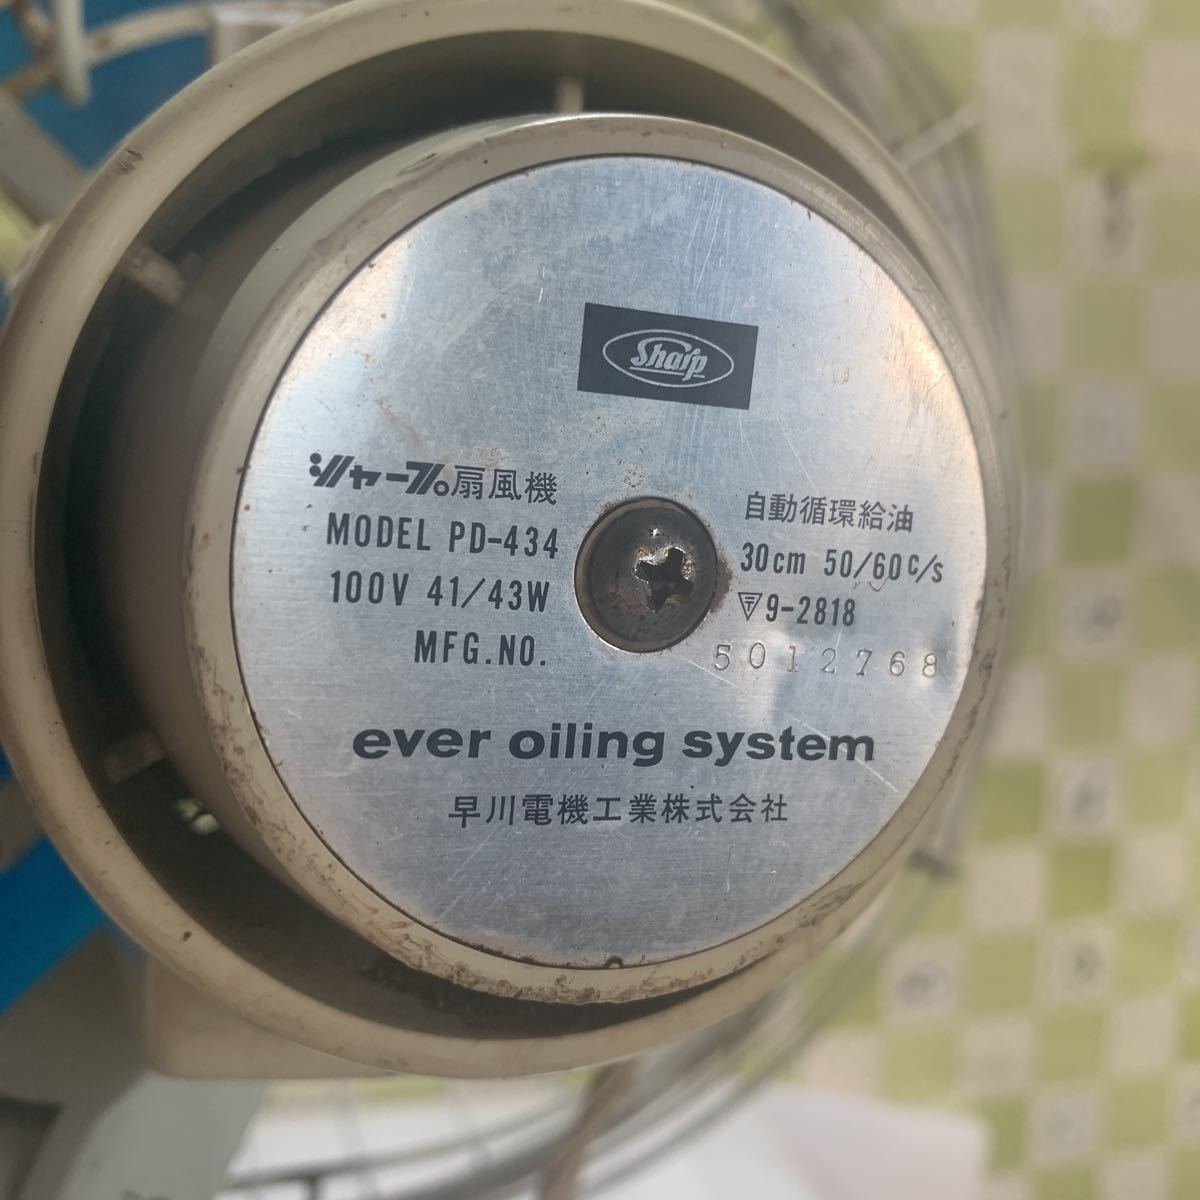 Sharp
シャープ扇風機
自動循環給油
MODEL PD-434
30cm 50/60c/s
100V 41/43W
〒9-2818
MFG.NO.
5012768
ever oiling system
早川電機工業株式会社